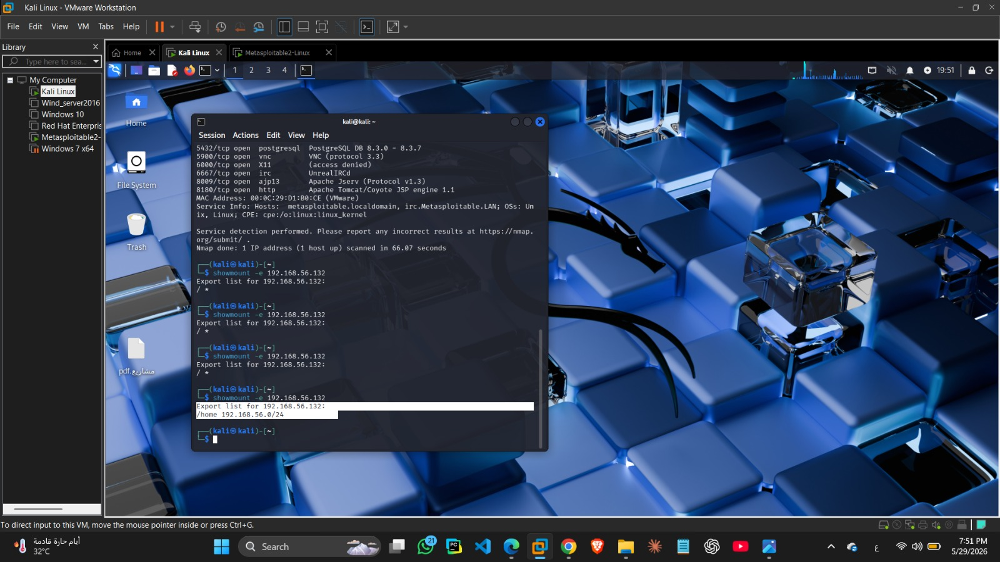 Kali Linux - VMware Workstation
File Edit View VM Tabs Help
Library
Type here to sea...
My Computer
Kali Linux
Wind_server2016
Windows 10
Red Hat Enterpris
Metasploitable2-
Windows 7 x64
Home
Kali Linux
Metasploitable2-Linux
1 2 3 4
19:51
Home
File System
Trash
مشاريع.pdf
kali@kali: ~
Session Actions Edit View Help
5432/tcp open postgresql PostgreSQL DB 8.3.0 - 8.3.7
5900/tcp open vnc VNC (protocol 3.3)
6000/tcp open X11 (access denied)
6667/tcp open irc UnrealIRCd
8009/tcp open ajp13 Apache Jserv (Protocol v1.3)
8180/tcp open http Apache Tomcat/Coyote JSP engine 1.1
MAC Address: 00:0C:29:D1:B0:CE (VMware)
Service Info: Hosts: metasploitable.localdomain, irc.Metasploitable.LAN; OSs: Un
ix, Linux; CPE: cpe:/o:linux:linux_kernel
Service detection performed. Please report any incorrect results at https://nmap.
org/submit/ .
Nmap done: 1 IP address (1 host up) scanned in 66.07 seconds
┌──(kali㉿kali)-[~]
└─$ showmount -e 192.168.56.132
Export list for 192.168.56.132:
/ *
┌──(kali㉿kali)-[~]
└─$ showmount -e 192.168.56.132
Export list for 192.168.56.132:
/ *
┌──(kali㉿kali)-[~]
└─$ showmount -e 192.168.56.132
Export list for 192.168.56.132:
/ *
┌──(kali㉿kali)-[~]
└─$ showmount -e 192.168.56.132
Export list for 192.168.56.132:
/home 192.168.56.0/24
┌──(kali㉿kali)-[~]
└─$
To direct input to this VM, move the mouse pointer inside or press Ctrl+G.
أيام حارة قادمة
32°C
Search
21
PC
ع
7:51 PM
5/29/2026